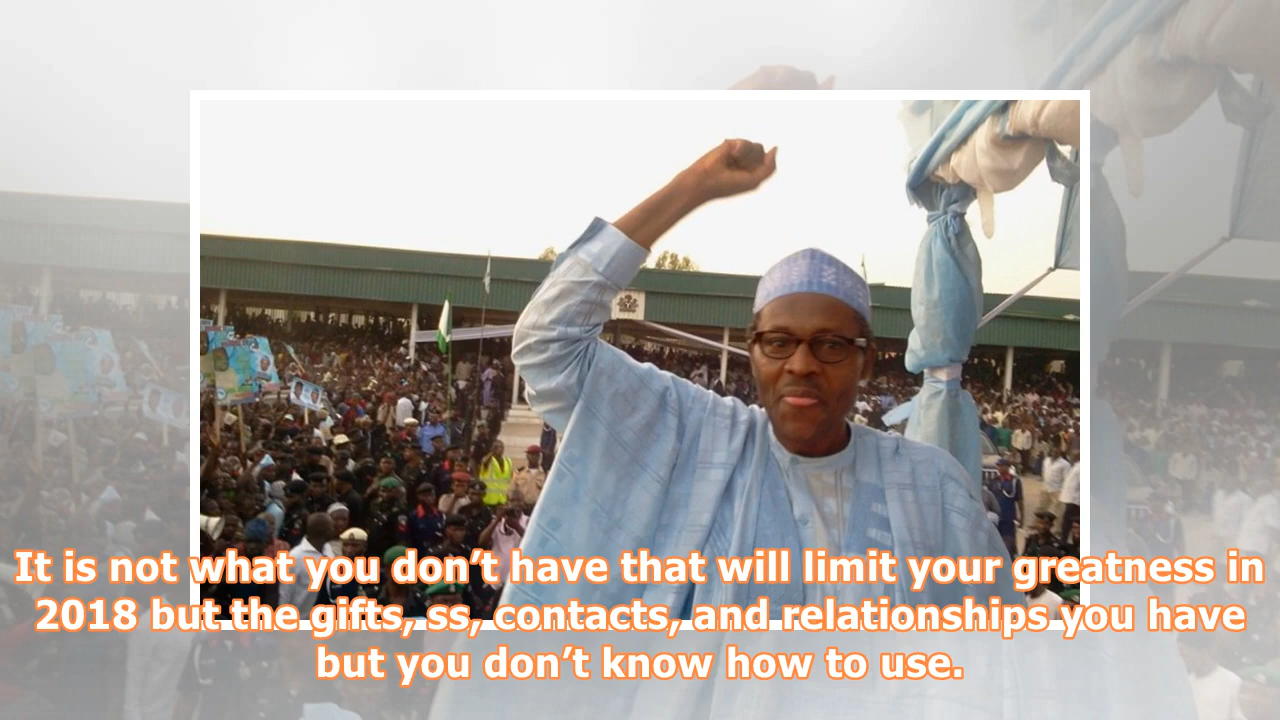 It is not what you don’t have that will limit your greatness in
2018 but the gifts, ss, contacts, and relationships you have
but you don’t know how to use.